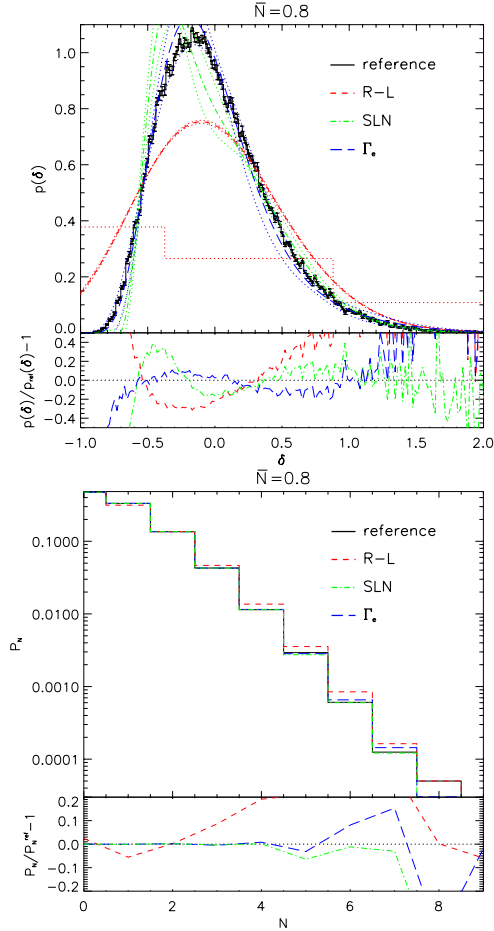 N̄=0.8
1.0
0.8
0.6
0.4
0.2
0.0
p(δ)
reference
R-L
SLN
Γe
0.4
0.2
0.0
-0.2
-0.4
p(δ)/p_ref(δ)-1
-1.0 -0.5 0.0 0.5 1.0 1.5 2.0
δ
N̄=0.8
0.1000
0.0100
0.0010
0.0001
P_N
reference
R-L
SLN
Γe
0.2
0.1
0.0
-0.1
-0.2
P_N/P_N^ref-1
0 2 4 6 8
N